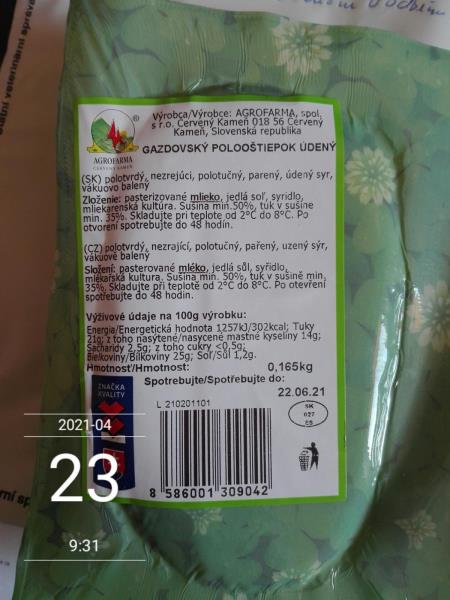 Výrobca/Výrobce: AGROFARMA, spol.
s r.o. Červený Kameň 018 56 Červený
Kameň, Slovenská republika
AGROFARMA
ČERVENÝ KAMEŇ
®
GAZDOVSKÝ POLOOŠTIEPOK ÚDENÝ
(SK) polotvrdý, nezrejúci, polotučný, parený, údený syr,
vákuovo balený
Zloženie: pasterizované mlieko, jedlá soľ, syridlo,
mliekarenská kultúra. Sušina min.50%, tuk v sušine
min. 35%. Skladujte pri teplote od 2°C do 8°C. Po
otvorení spotrebujte do 48 hodín.
(CZ) polotvrdý, nezrající, polotučný, pařený, uzený sýr,
vákuově balený
Složení: pasterované mléko, jedlá sůl, syřidlo,
mlékařská kultura. Sušina min. 50%, tuk v sušině min.
35%. Skladujte při teplote od 2°C do 8°C. Po otevření
spotřebujte do 48 hodin.
Výživové údaje na 100g výrobku:
Energia/Energetická hodnota 1257kJ/302kcal; Tuky
21g; z toho nasýtené/nasycené mastné kyseliny 14g;
Sacharidy 2,5g; z toho cukry <0,5g;
Bielkoviny/Bílkoviny 25g; Soľ/Sůl 1,2g.
Hmotnosť/Hmotnost: 0,165kg
Spotrebujte/Spotřebujte do:
22.06.21
ZNAČKA
KVALITY
SK
L 210201101
SK
027
ES
8 586001 309042
2021-04
23
9:31